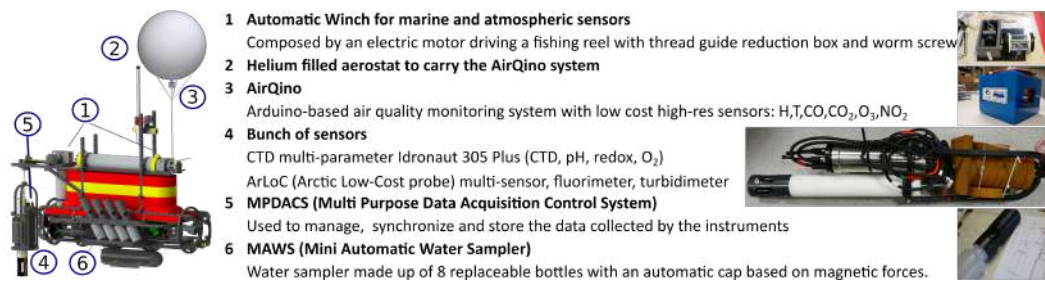 1 Automatic Winch for marine and atmospheric sensors
Composed by an electric motor driving a fishing reel with thread guide reduction box and worm screw
2 Helium filled aerostat to carry the AirQino system
3 AirQino
Arduino-based air quality monitoring system with low cost high-res sensors: H,T,CO,CO₂,O₃,NO₂
4 Bunch of sensors
CTD multi-parameter Idronaut 305 Plus (CTD, pH, redox, O₂)
ArLoC (Arctic Low-Cost probe) multi-sensor, fluorimeter, turbidimeter
5 MPDACS (Multi Purpose Data Acquisition Control System)
Used to manage, synchronize and store the data collected by the instruments
6 MAWS (Mini Automatic Water Sampler)
Water sampler made up of 8 replaceable bottles with an automatic cap based on magnetic forces.
2
3
1
5
4
6